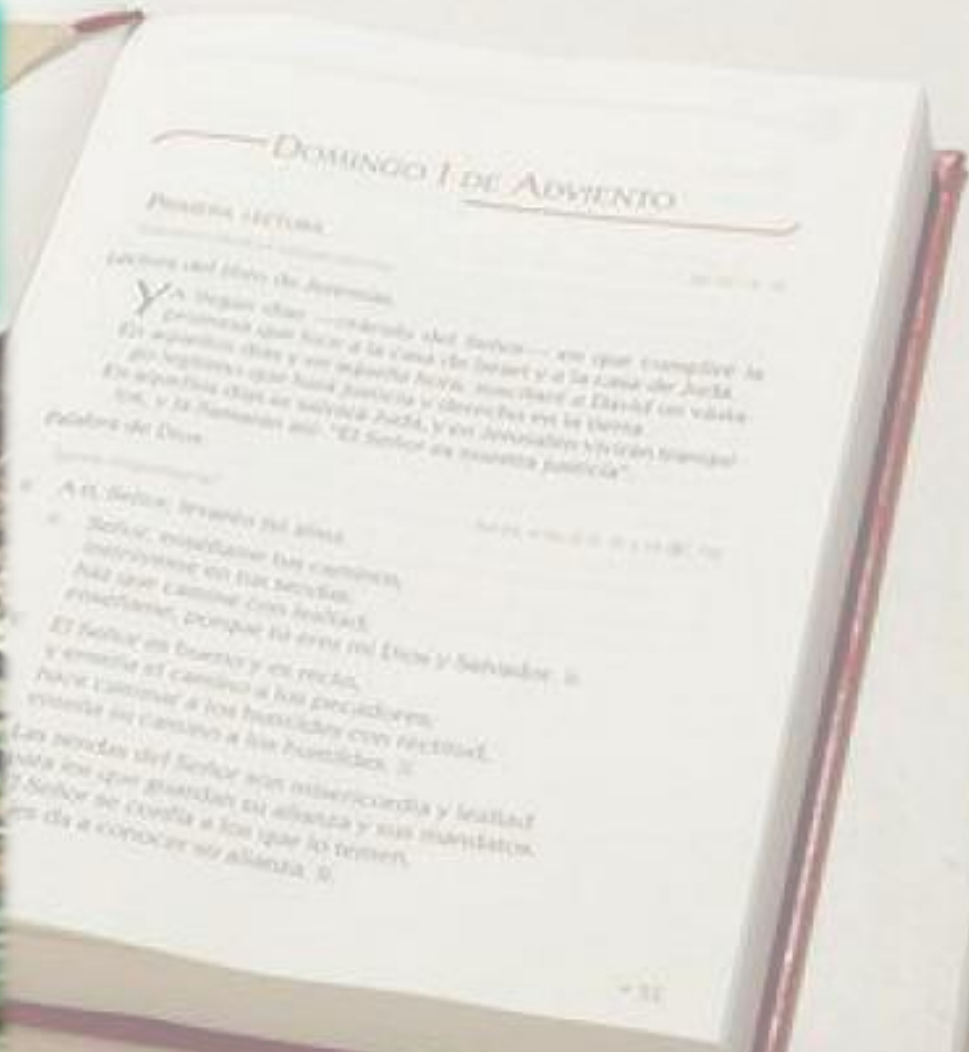 DOMINGO I DE ADVIENTO
PRIMERA LECTURA
Lectura del libro de Jeremías.
YA llegan días —oráculo del Señor— en que cumpliré la
promesa que hice a la casa de Israel y a la casa de Judá.
En aquellos días y en aquella hora, suscitaré a David un vásta-
go legítimo que hará justicia y derecho en la tierra.
En aquellos días se salvará Judá, y en Jerusalén vivirán tranqui-
los, y la llamarán así: "El Señor es nuestra justicia".
Palabra de Dios.
A ti, Señor, levanto mi alma.
Señor, enséñame tus caminos,
instrúyeme en tus sendas:
haz que camine con lealtad;
enséñame, porque tú eres mi Dios y Salvador. R.
El Señor es bueno y es recto,
y enseña el camino a los pecadores;
hace caminar a los humildes con rectitud,
enseña su camino a los humildes. R.
Las sendas del Señor son misericordia y lealtad
para los que guardan su alianza y sus mandatos.
Señor se confía a los que lo temen,
les da a conocer su alianza. R.